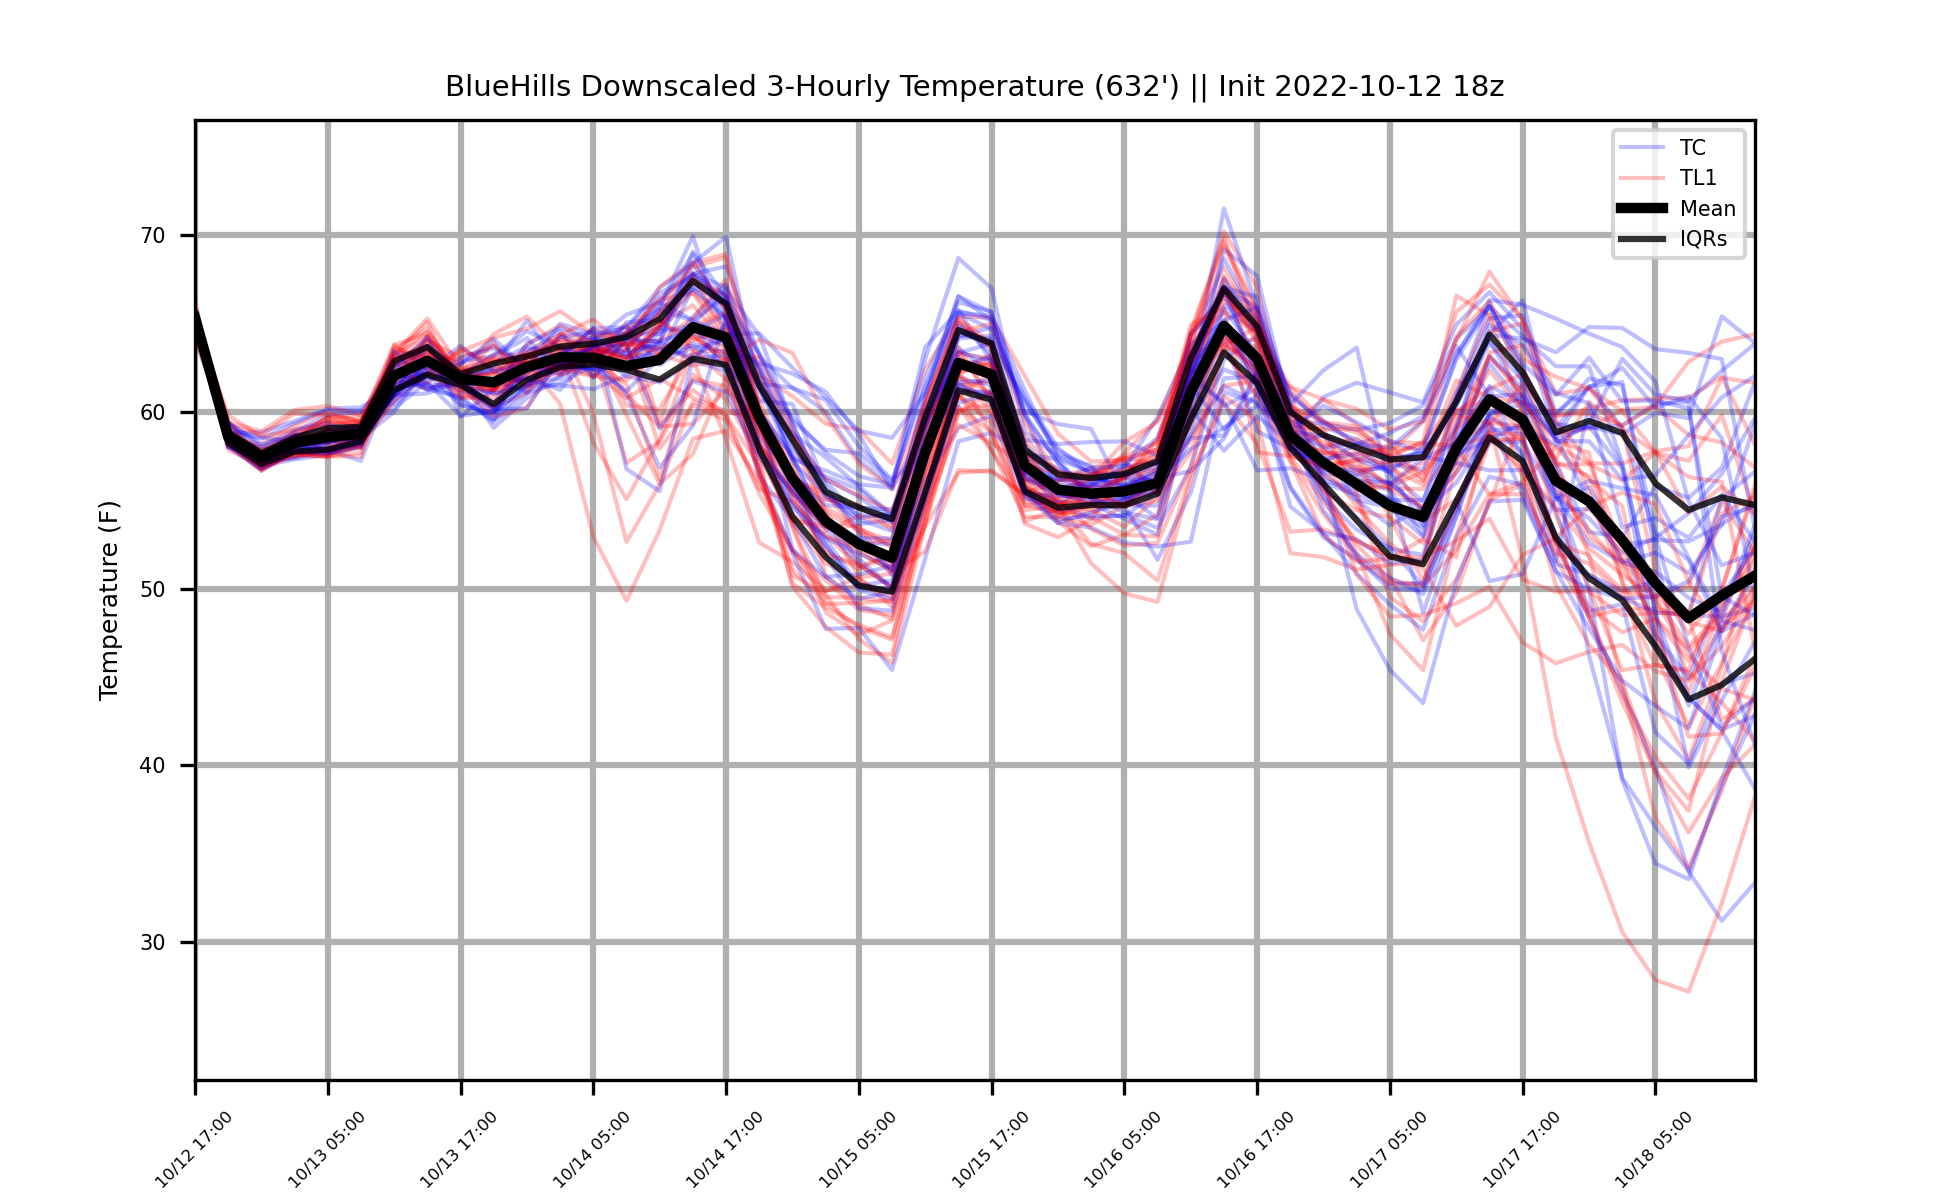 BlueHills Downscaled 3-Hourly Temperature (632') || Init 2022-10-12 18z
TC
TL1
Mean
IQRs
Temperature (F)
70
60
50
40
30
10/12 17:00
10/13 05:00
10/13 17:00
10/14 05:00
10/14 17:00
10/15 05:00
10/15 17:00
10/16 05:00
10/16 17:00
10/17 05:00
10/17 17:00
10/18 05:00